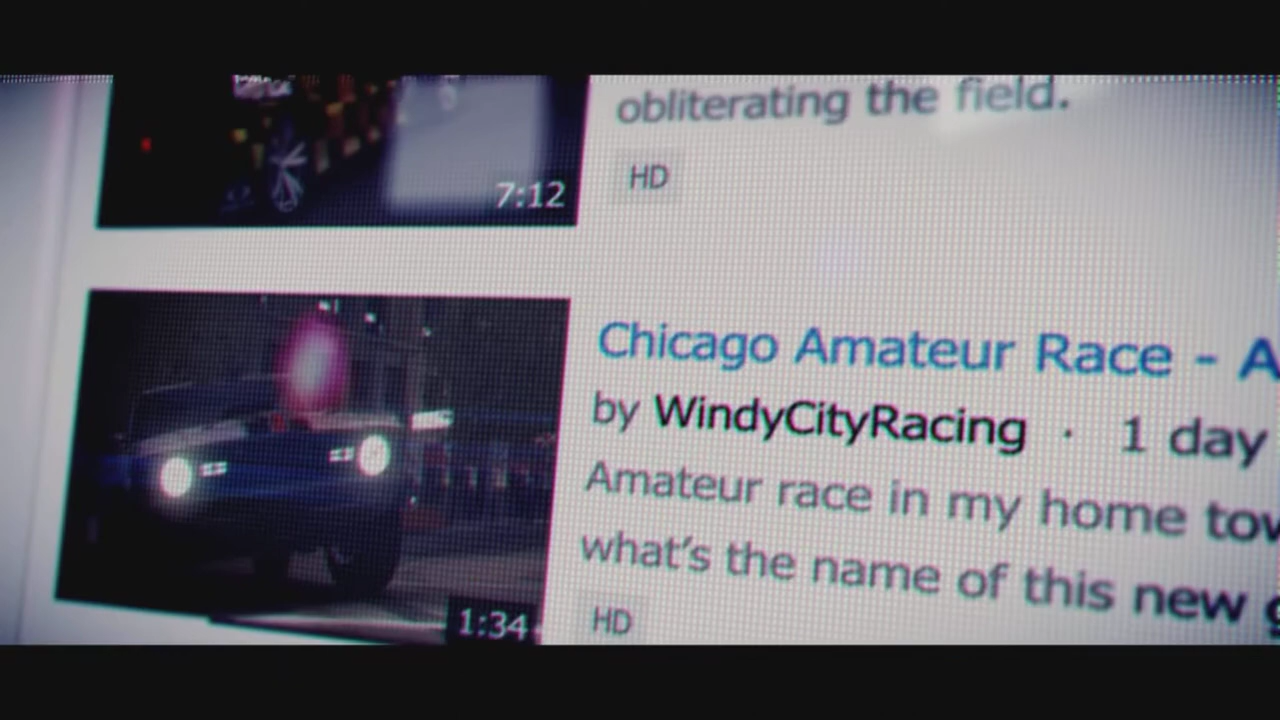 obliterating the field.
HD
7:12
Chicago Amateur Race - A
by WindyCityRacing · 1 day
Amateur race in my home tow
what's the name of this new g
HD
1:34